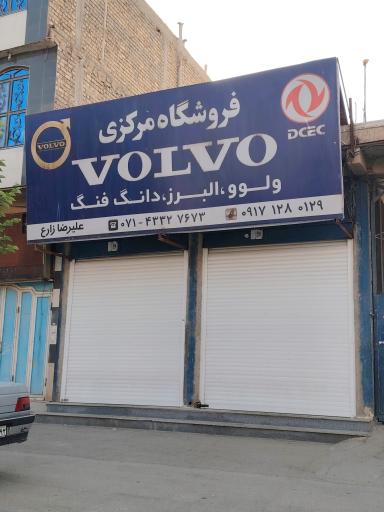 فروشگاه مرکزی
VOLVO
VOLVO
DCEC
ولوو،البرز،دانگ فنگ
علیرضا زارع ۰۷۱-۴۳۳۲ ۷۶۷۳ ۰۹۱۷ ۱۲۸ ۰۱۲۹